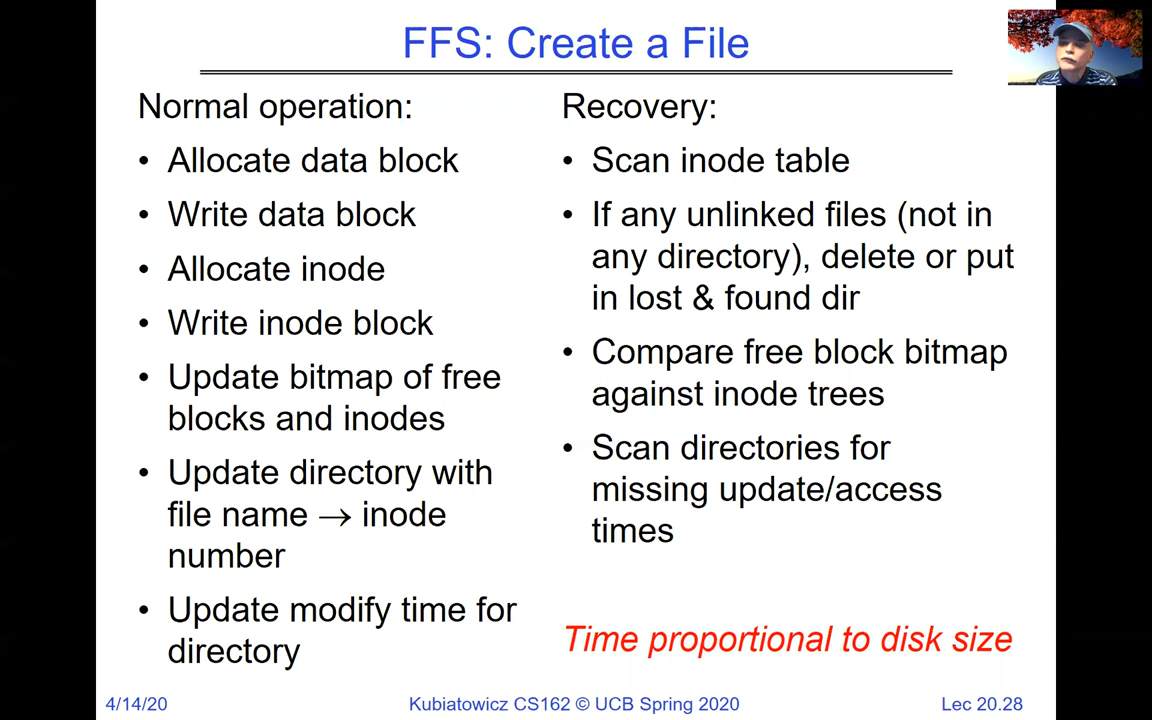 FFS: Create a File
Normal operation:
• Allocate data block
• Write data block
• Allocate inode
• Write inode block
• Update bitmap of free
blocks and inodes
• Update directory with
file name → inode
number
• Update modify time for
directory
Recovery:
• Scan inode table
• If any unlinked files (not in
any directory), delete or put
in lost & found dir
• Compare free block bitmap
against inode trees
• Scan directories for
missing update/access
times
Time proportional to disk size
4/14/20
Kubiatowicz CS162 © UCB Spring 2020
Lec 20.28